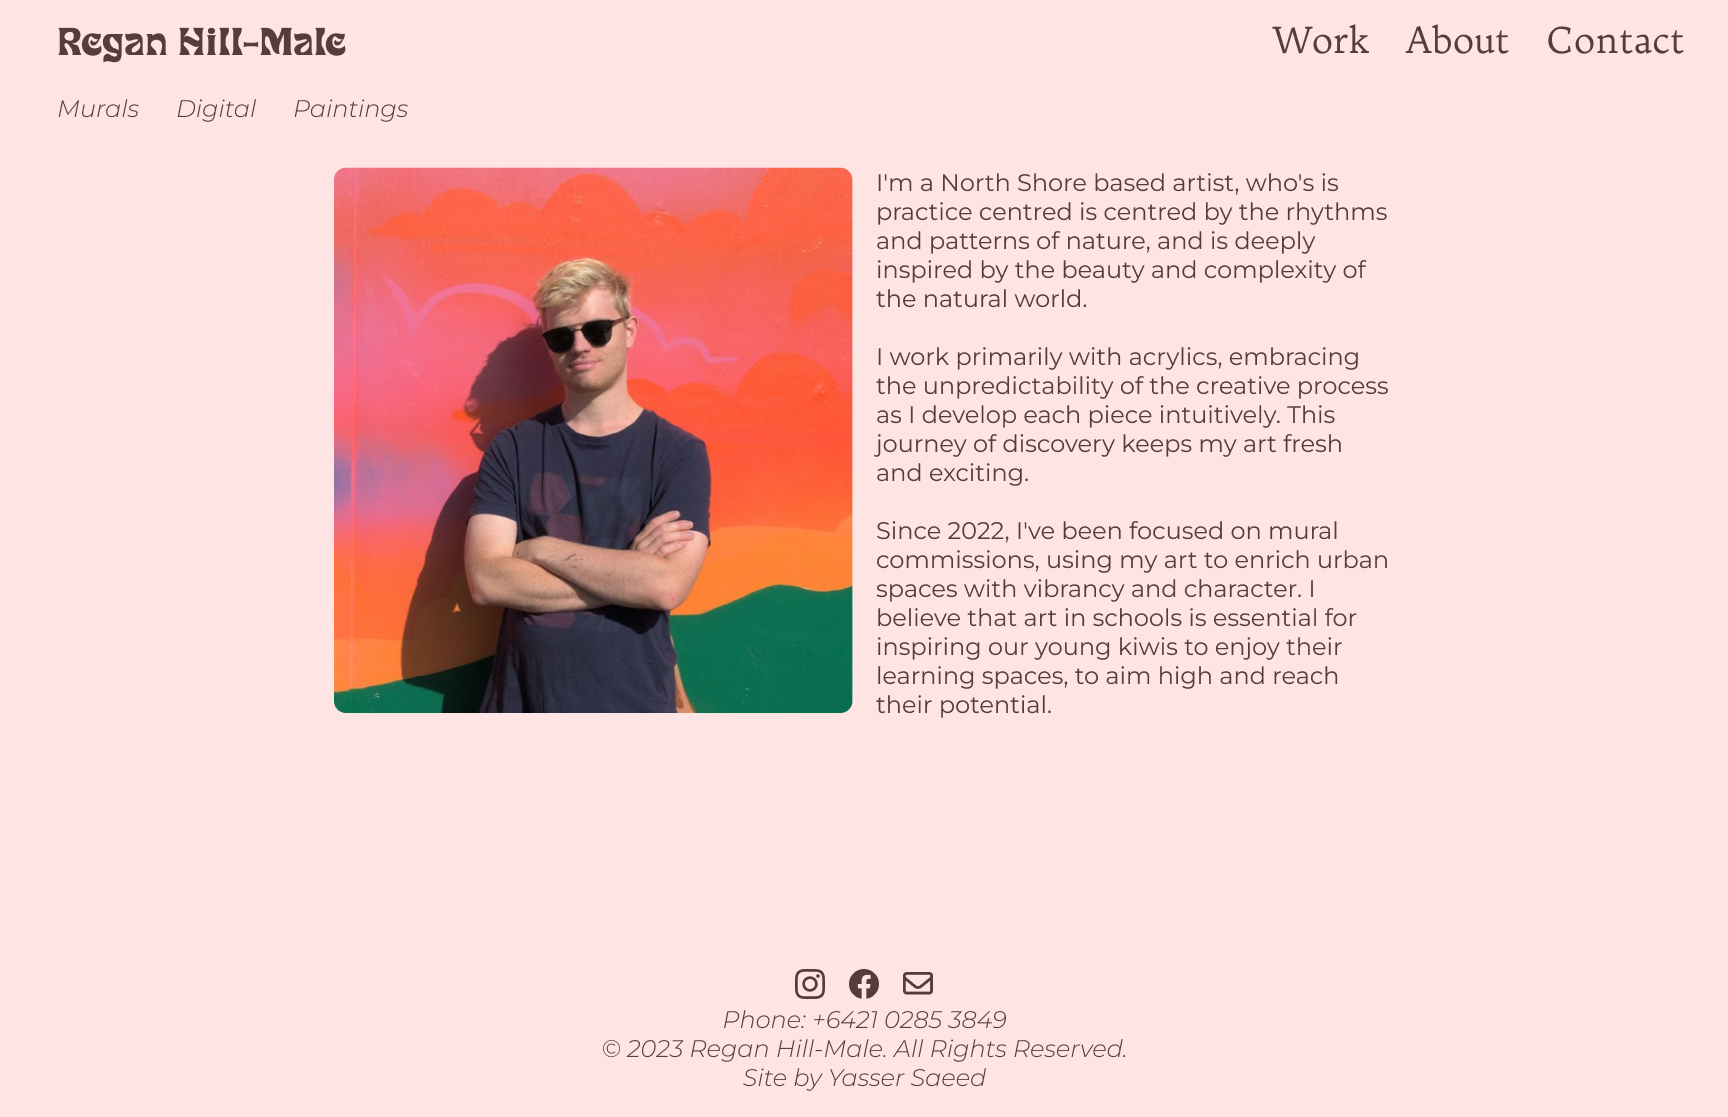 Regan Hill-Male
Work About Contact
Murals Digital Paintings
I'm a North Shore based artist, who's is
practice centred is centred by the rhythms
and patterns of nature, and is deeply
inspired by the beauty and complexity of
the natural world.
I work primarily with acrylics, embracing
the unpredictability of the creative process
as I develop each piece intuitively. This
journey of discovery keeps my art fresh
and exciting.
Since 2022, I've been focused on mural
commissions, using my art to enrich urban
spaces with vibrancy and character. I
believe that art in schools is essential for
inspiring our young kiwis to enjoy their
learning spaces, to aim high and reach
their potential.
Phone: +6421 0285 3849
© 2023 Regan Hill-Male. All Rights Reserved.
Site by Yasser Saeed